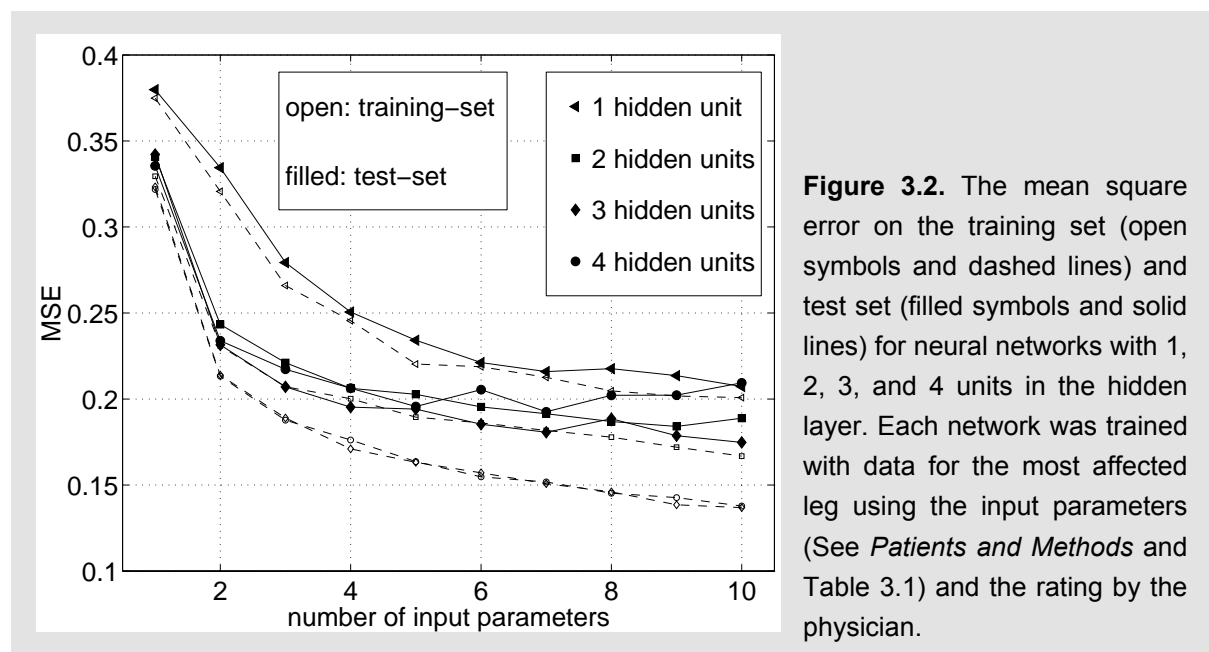 0.4
0.35
0.3
0.25
0.2
0.15
0.1
MSE
2
4
6
8
10
number of input parameters
open: training-set
filled: test-set
1 hidden unit
2 hidden units
3 hidden units
4 hidden units
Figure 3.2. The mean square
error on the training set (open
symbols and dashed lines) and
test set (filled symbols and solid
lines) for neural networks with 1,
2, 3, and 4 units in the hidden
layer. Each network was trained
with data for the most affected
leg using the input parameters
(See Patients and Methods and
Table 3.1) and the rating by the
physician.